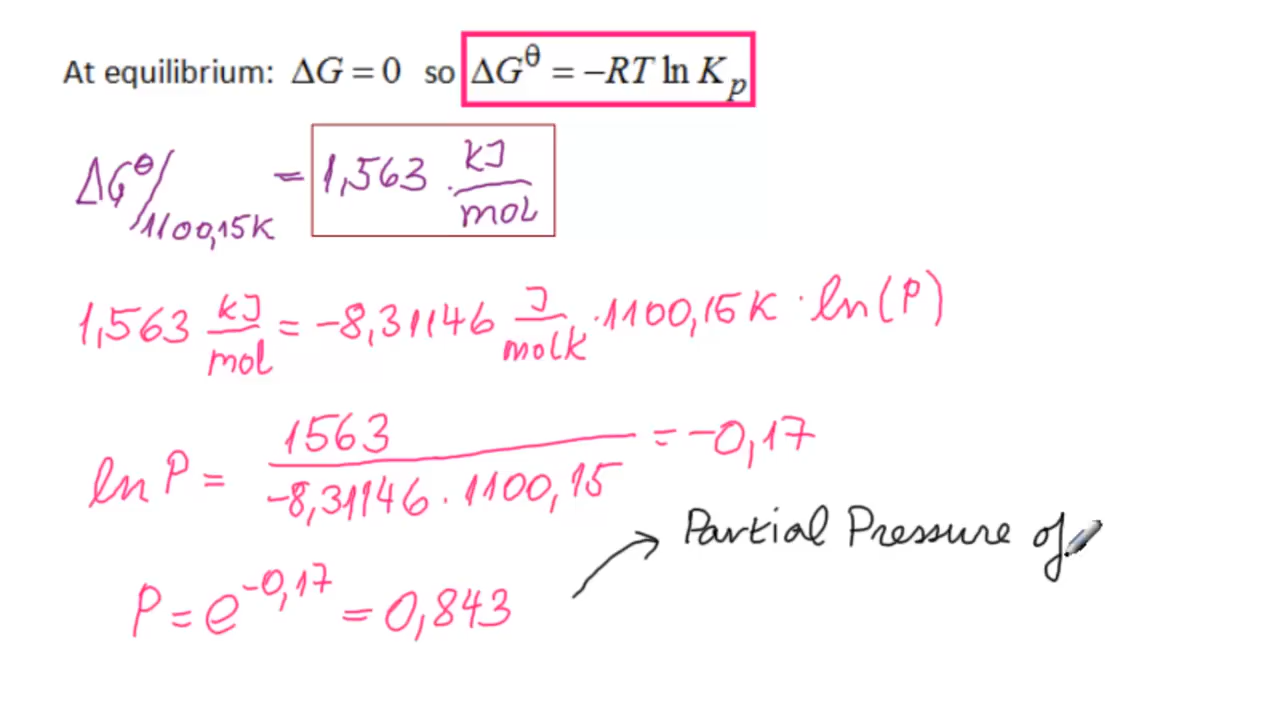 At equilibrium: ΔG = 0 so ΔG^θ = −RT ln K_p
ΔG^θ/1100,15K = 1,563 · kJ/mol
1,563 kJ/mol = −8,31146 J/molK · 1100,15K · ln(P)
ln P = 1563/−8,31146 · 1100,15 = −0,17
Partial Pressure of
P = e^−0,17 = 0,843